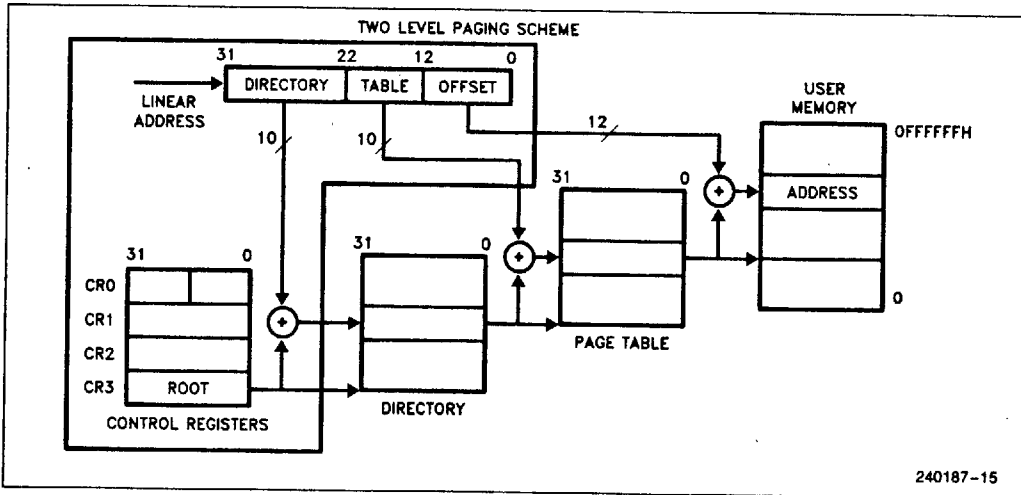 TWO LEVEL PAGING SCHEME
31 22 12 0
DIRECTORY TABLE OFFSET
LINEAR
ADDRESS
10 10 12
USER
MEMORY
0FFFFFFH
ADDRESS
0
31 0
PAGE TABLE
31 0
DIRECTORY
31 0
CR0
CR1
CR2
CR3 ROOT
CONTROL REGISTERS
+
+
+
240187-15